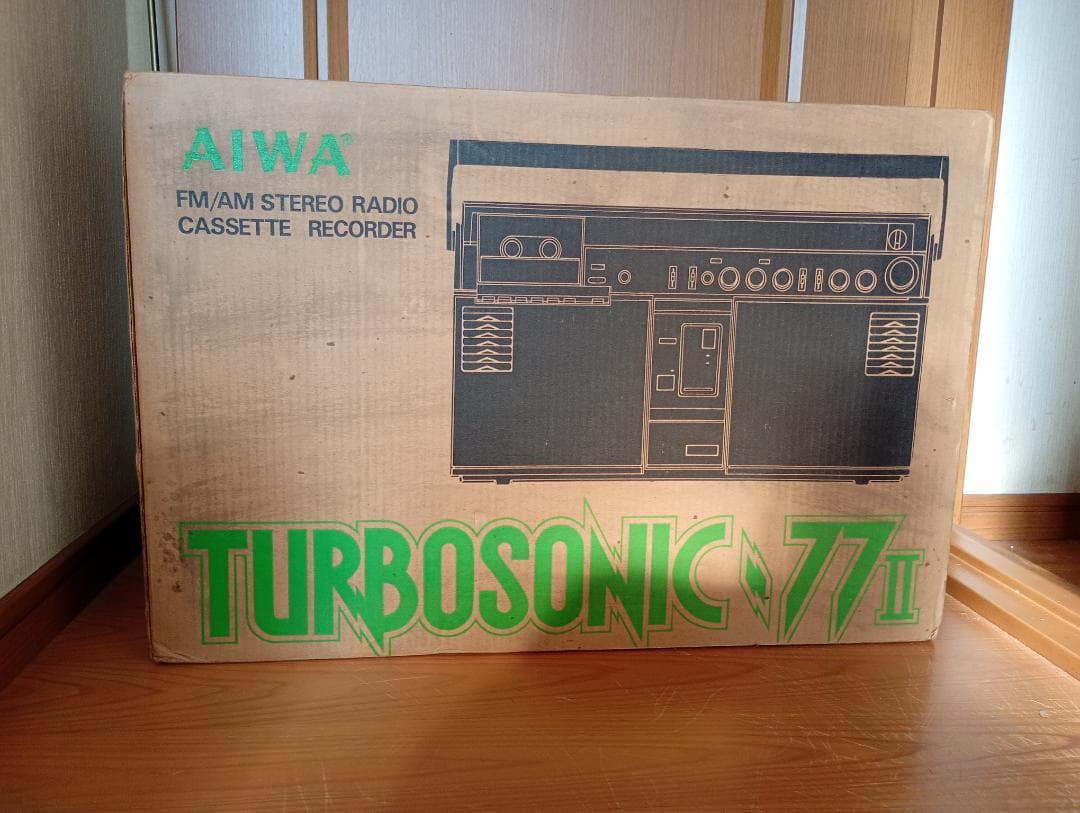 AIWA®
FM/AM STEREO RADIO
CASSETTE RECORDER
TURBOSONIC·77II